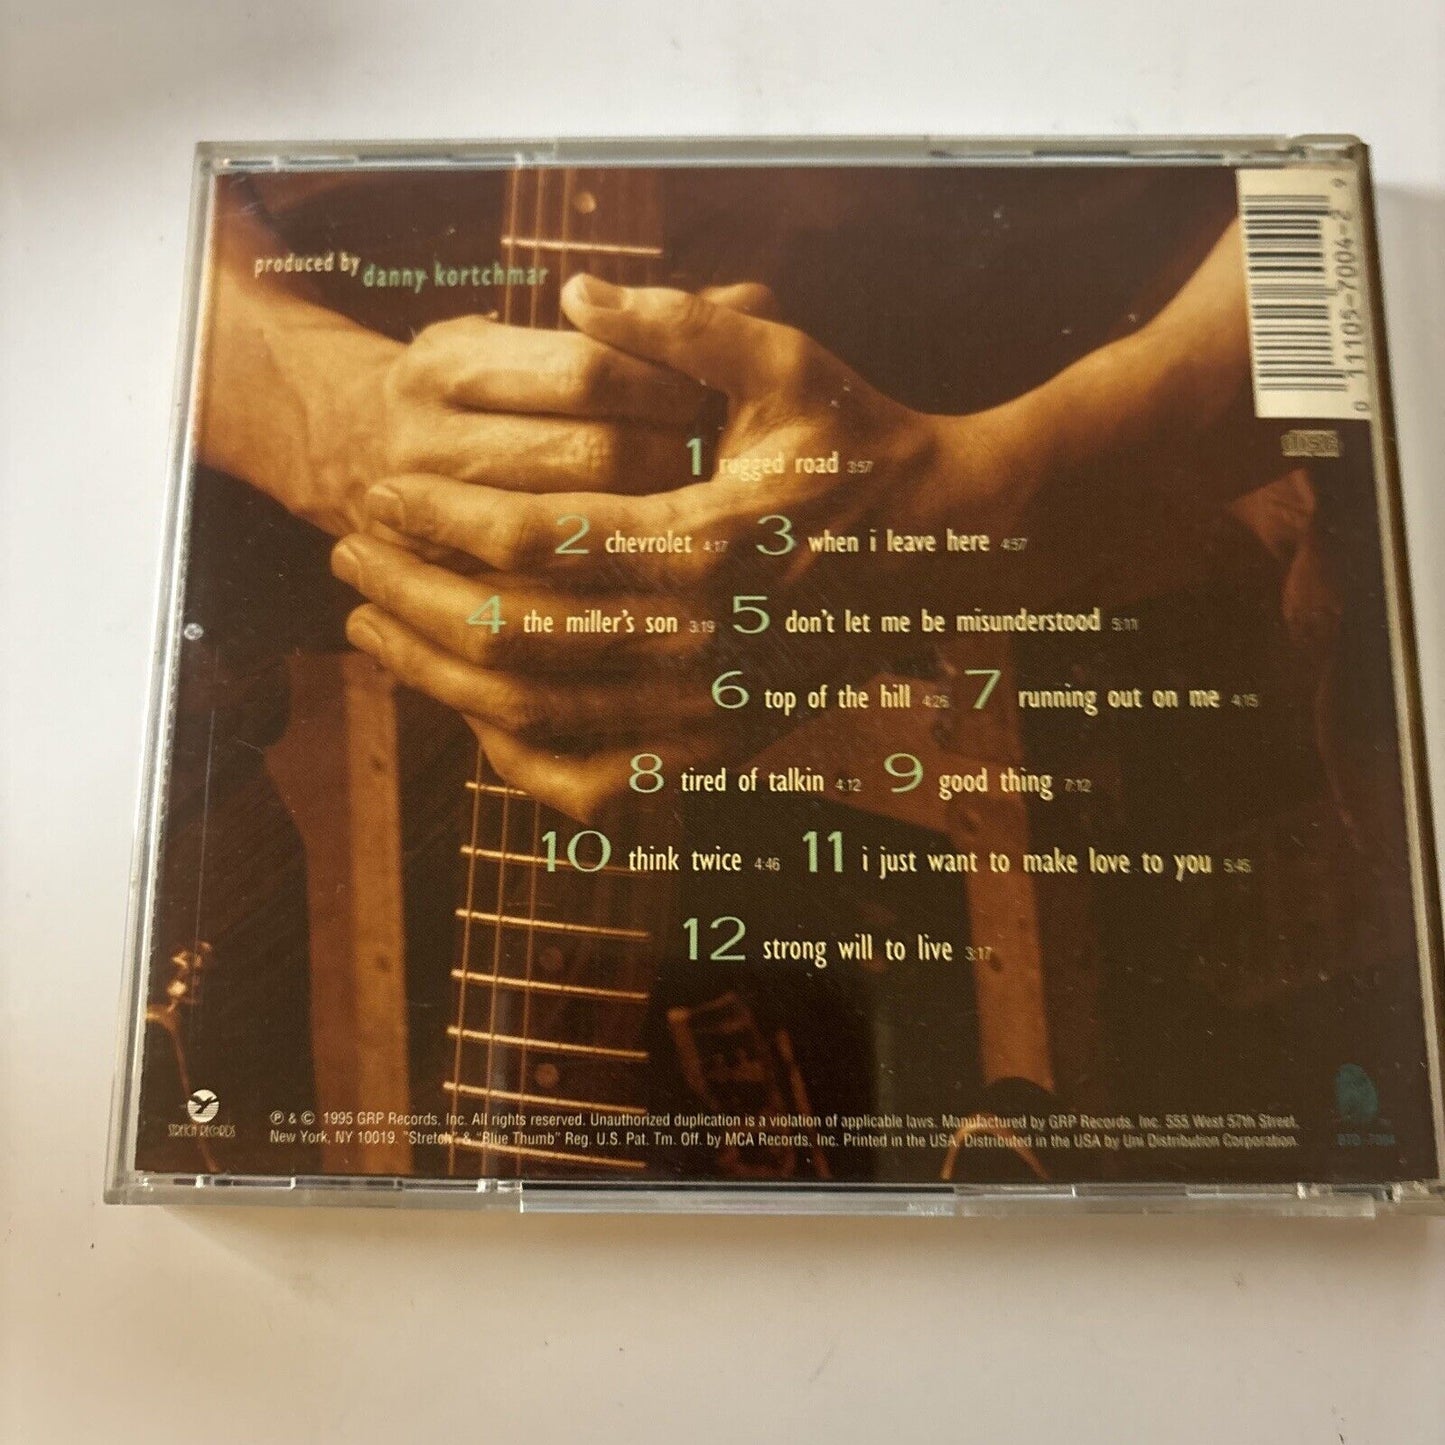 produced by danny kortchmar
0 11105-7004-2 9
disc
1 rugged road 3:57
2 chevrolet 4:17 3 when i leave here 4:57
4 the miller's son 3:19 5 don't let me be misunderstood 5:11
6 top of the hill 4:26 7 running out on me 4:15
8 tired of talkin 4:12 9 good thing 7:12
10 think twice 4:46 11 i just want to make love to you 5:45
12 strong will to live 3:17
STRETCH RECORDS
℗ & © 1995 GRP Records, Inc. All rights reserved. Unauthorized duplication is a violation of applicable laws. Manufactured by GRP Records, Inc. 555 West 57th Street,
New York, NY 10019. "Stretch" & "Blue Thumb" Reg. U.S. Pat. Tm. Off. by MCA Records, Inc. Printed in the USA. Distributed in the USA by Uni Distribution Corporation.
BTD-7004